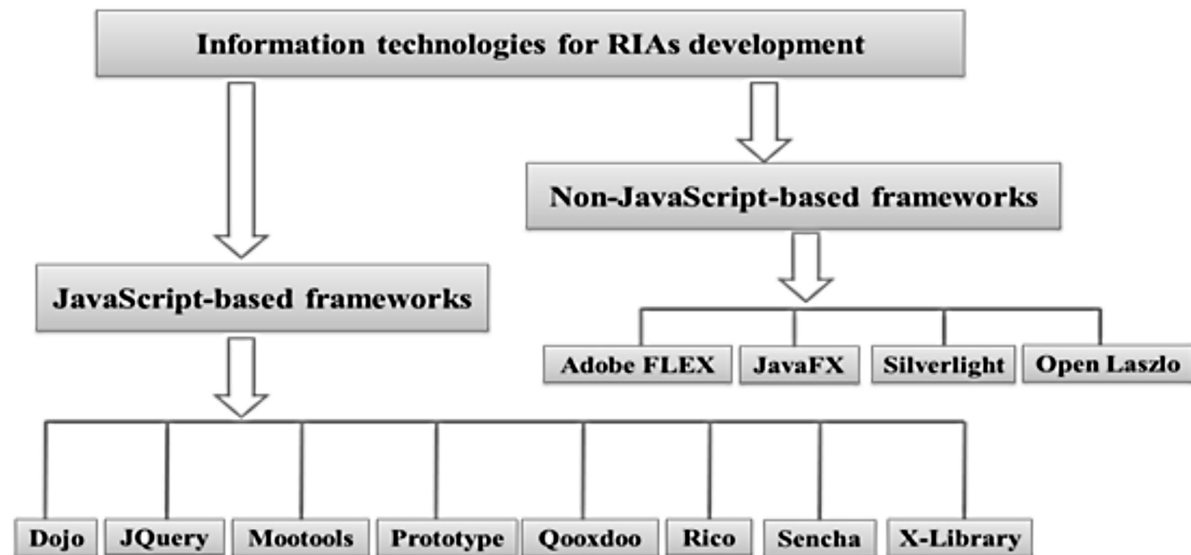 Information technologies for RIAs development
Non-JavaScript-based frameworks
JavaScript-based frameworks
Adobe FLEX
JavaFX
Silverlight
Open Laszlo
Dojo
JQuery
Mootools
Prototype
Qooxdoo
Rico
Sencha
X-Library